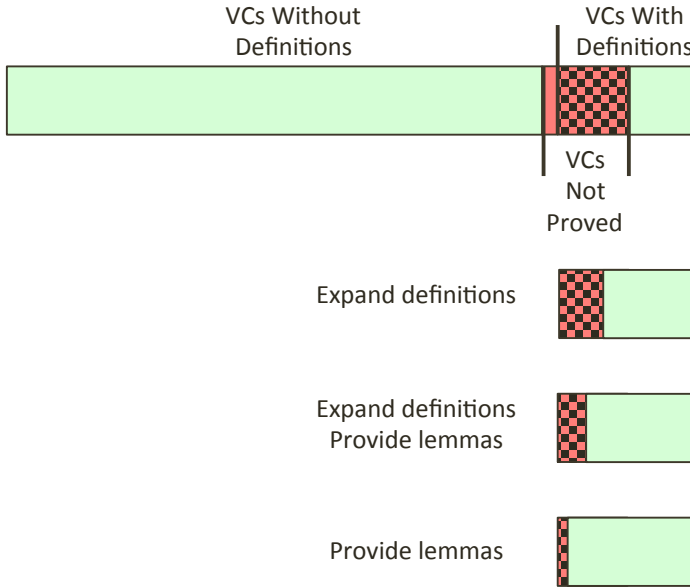 VCs Without
Definitions
VCs With
Definitions
VCs
Not
Proved
Expand definitions
Expand definitions
Provide lemmas
Provide lemmas